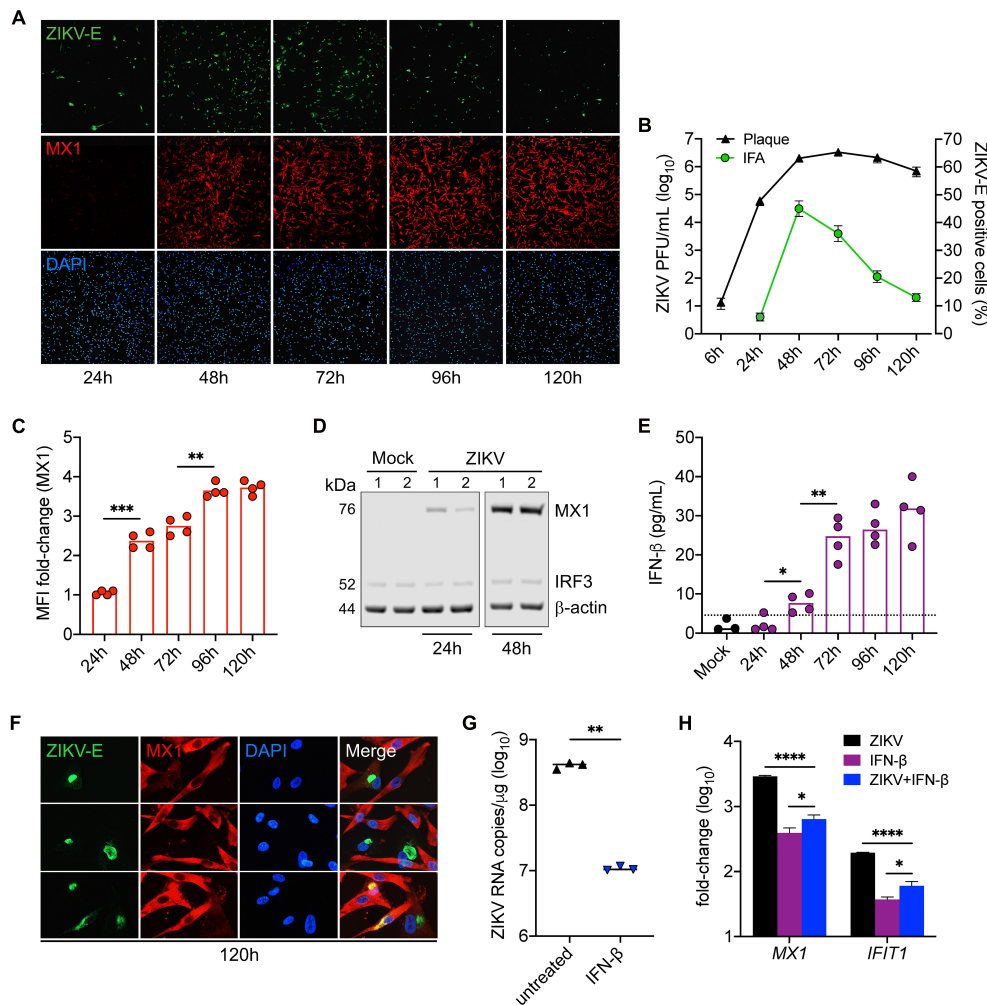 A
ZIKV-E
MX1
DAPI
24h 48h 72h 96h 120h
B
ZIKV PFU/mL (log10)
7
6
5
4
3
2
1
0
Plaque
IFA
70
60
50
40
30
20
10
0
ZIKV-E positive cells (%)
6h 24h 48h 72h 96h 120h
C
MFI fold-change (MX1)
5
4
3
2
1
0
***
**
24h 48h 72h 96h 120h
D
Mock ZIKV
kDa 1 2 1 2 1 2
76 MX1
52 IRF3
44 β-actin
24h 48h
E
IFN-β (pg/mL)
50
40
30
20
10
0
*
**
Mock 24h 48h 72h 96h 120h
F
ZIKV-E MX1 DAPI Merge
120h
G
ZIKV RNA copies/μg (log10)
9
8
7
6
**
untreated IFN-β
H
fold-change (log10)
4
3
2
1
ZIKV
IFN-β
ZIKV+IFN-β
****
*
****
*
MX1 IFIT1